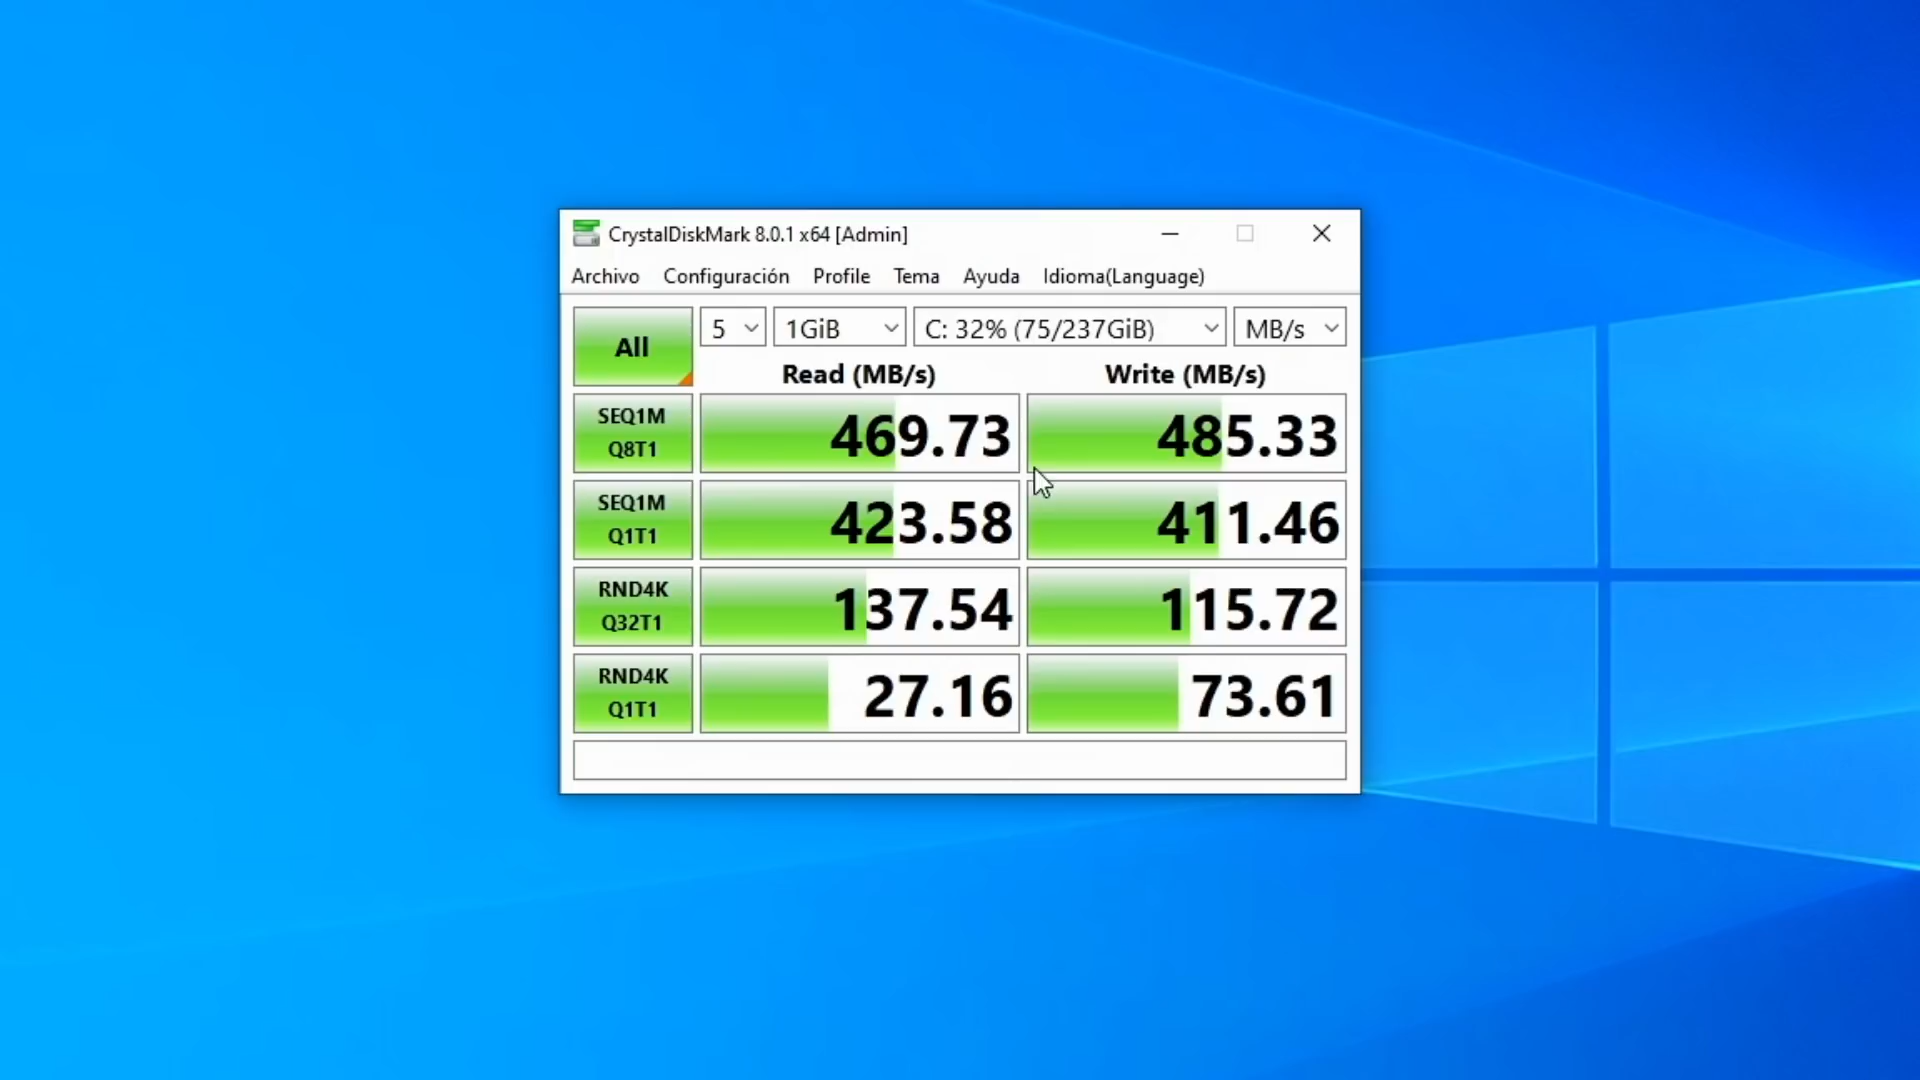 CrystalDiskMark 8.0.1 x64 [Admin]
Archivo Configuración Profile Tema Ayuda Idioma(Language)
All 5 1GiB C: 32% (75/237GiB) MB/s
Read (MB/s) Write (MB/s)
SEQ1M
Q8T1
469.73 485.33
SEQ1M
Q1T1
423.58 411.46
RND4K
Q32T1
137.54 115.72
RND4K
Q1T1
27.16 73.61